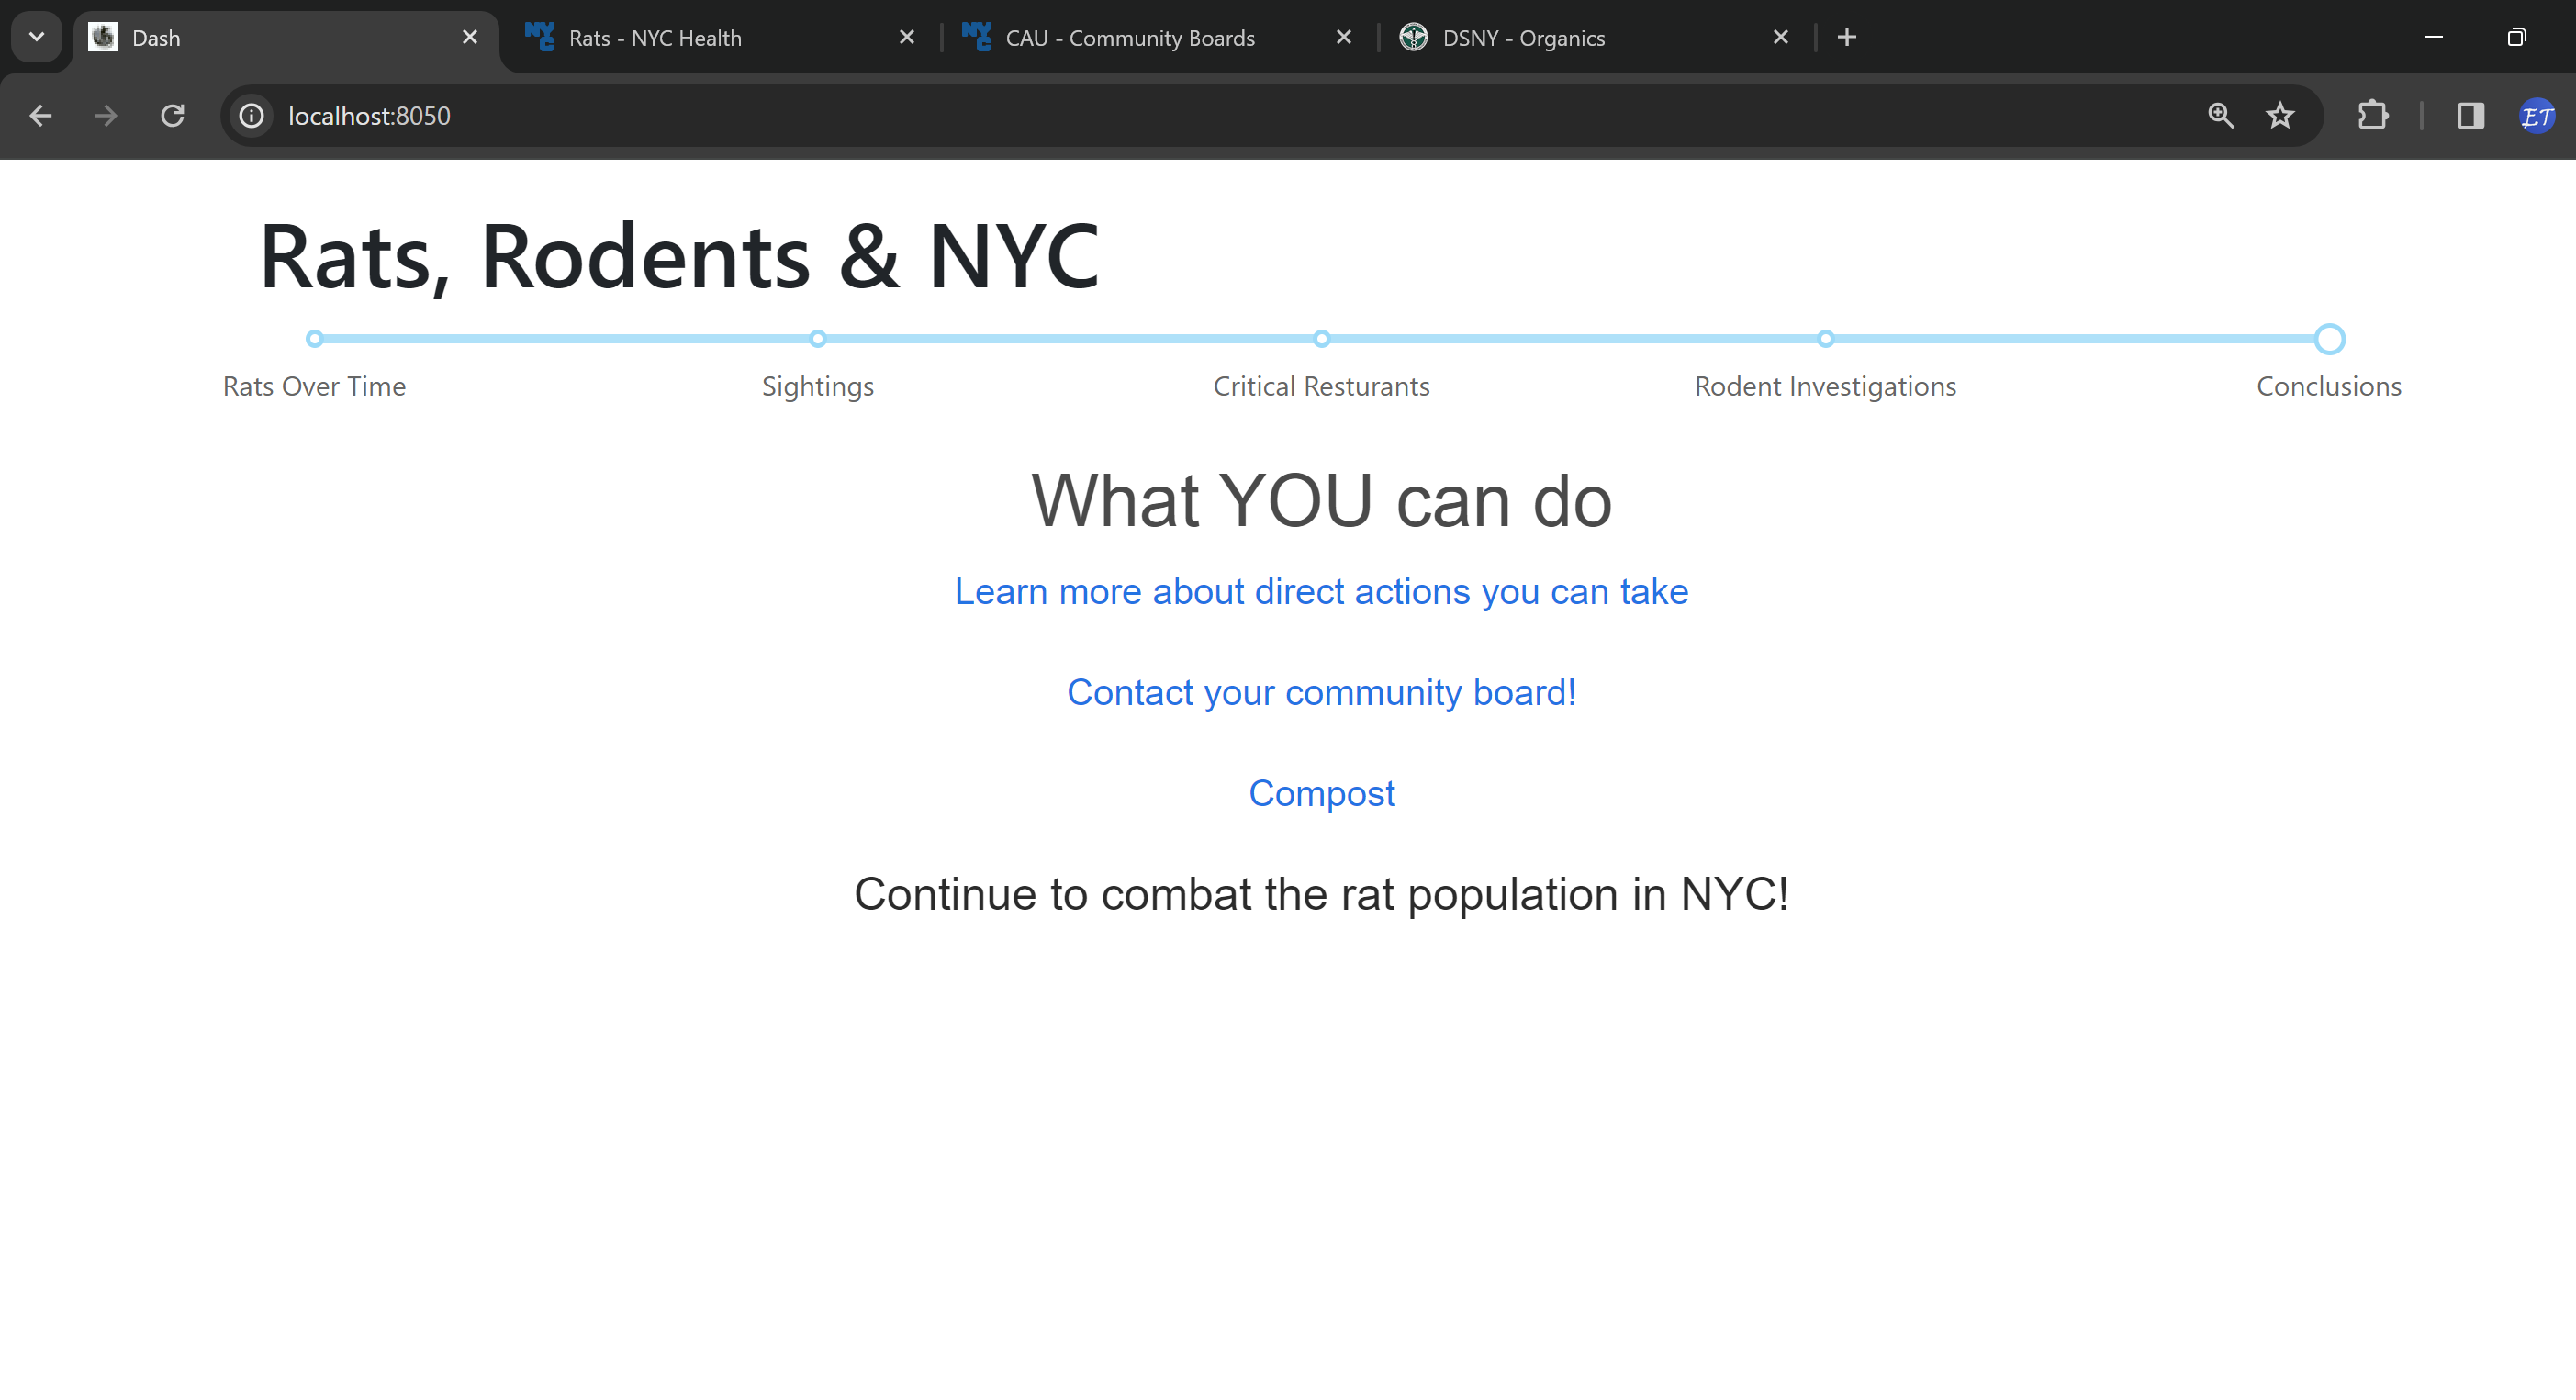 Dash
Rats - NYC Health
CAU - Community Boards
DSNY - Organics
localhost:8050
ET
Rats, Rodents & NYC
Rats Over Time
Sightings
Critical Resturants
Rodent Investigations
Conclusions
What YOU can do
Learn more about direct actions you can take
Contact your community board!
Compost
Continue to combat the rat population in NYC!